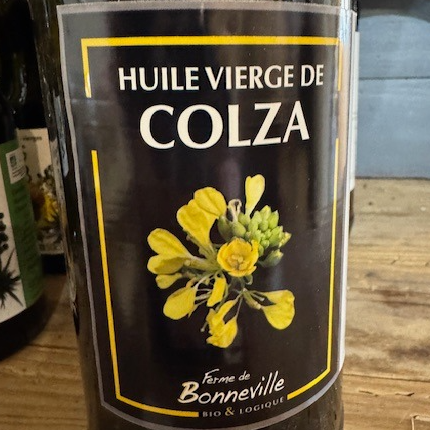 HUILE VIERGE DE
COLZA
Ferme de
Bonneville
BIO & LOGIQUE